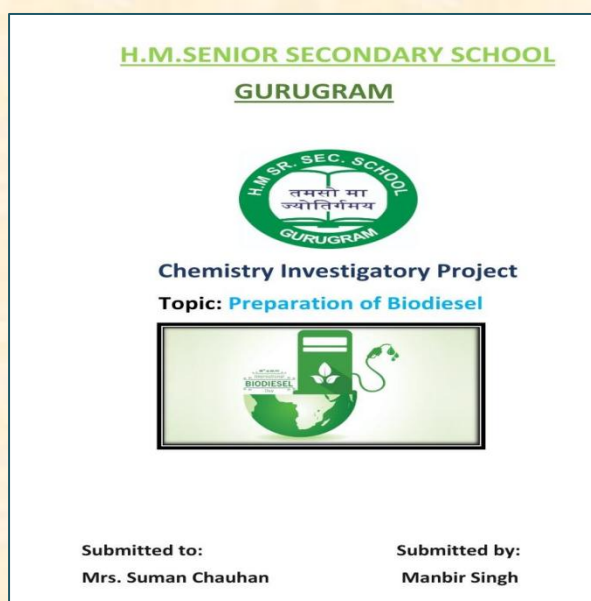 H.M.SENIOR SECONDARY SCHOOL
GURUGRAM
H.M SR. SEC. SCHOOL
तमसो मा
ज्योतिर्गमय
GURUGRAM
Chemistry Investigatory Project
Topic: Preparation of Biodiesel
BIODIESEL
Submitted to:
Submitted by:
Mrs. Suman Chauhan
Manbir Singh